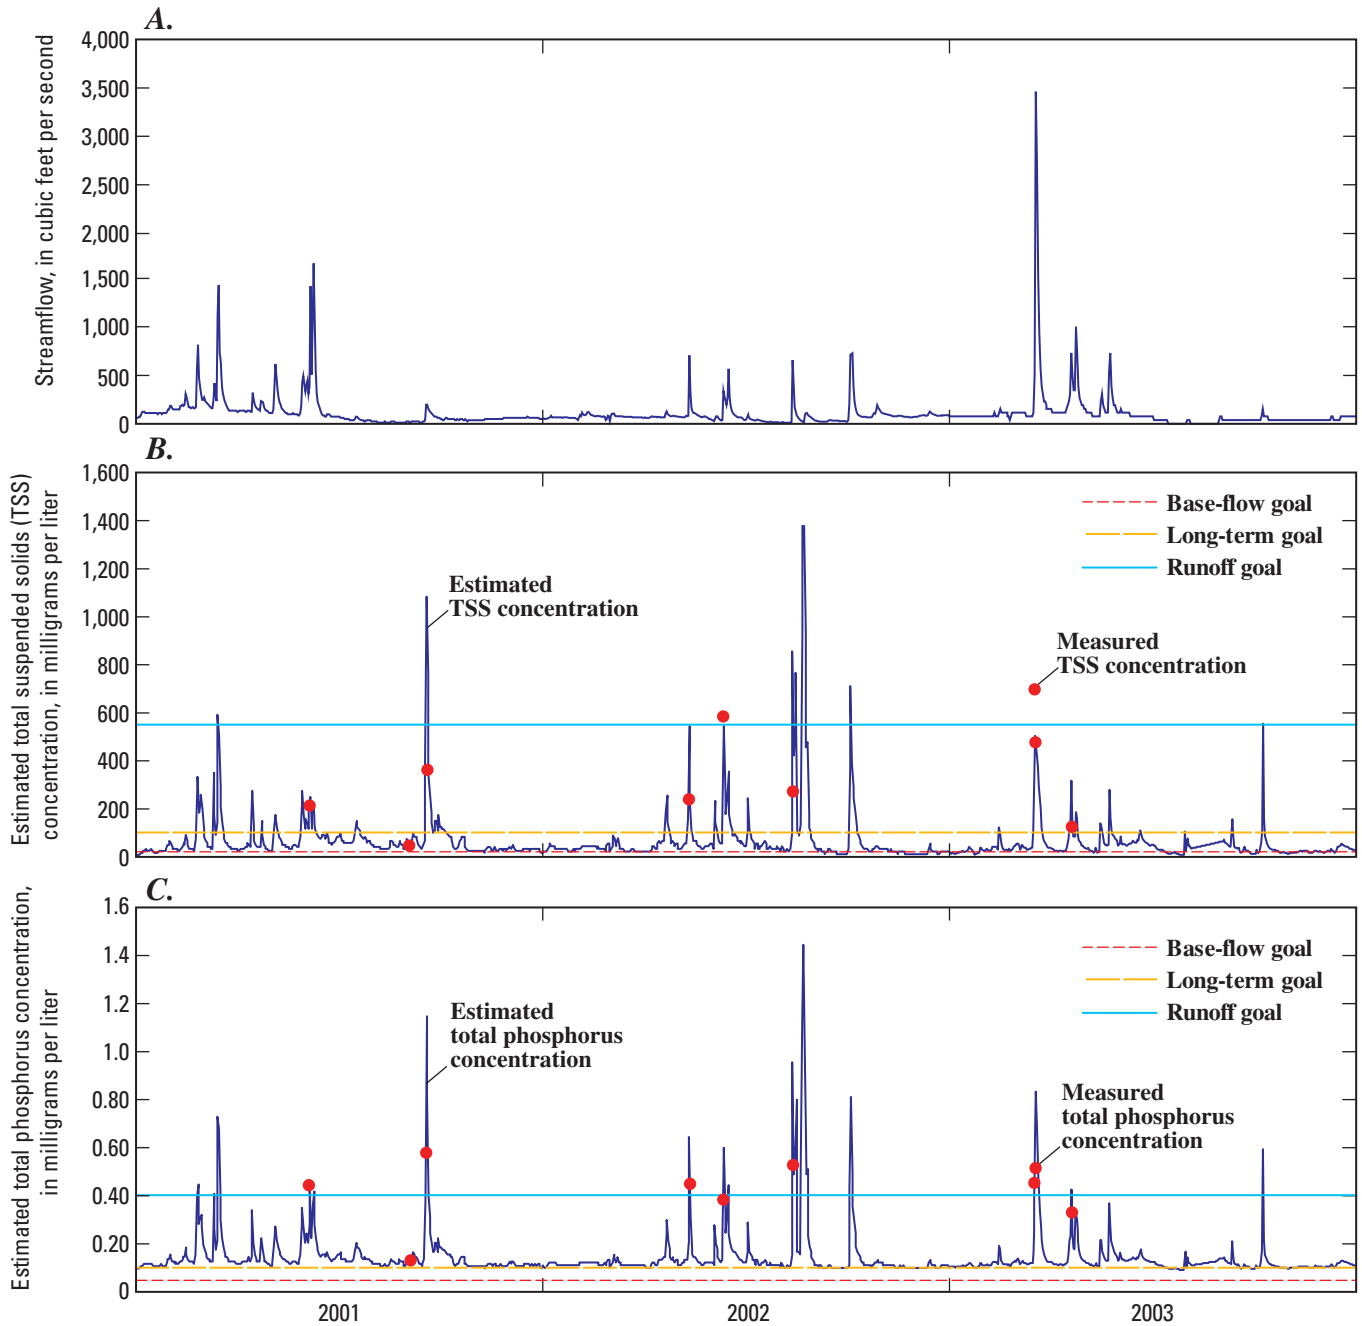 A.
Streamflow, in cubic feet per second
4,000
3,500
3,000
2,500
2,000
1,500
1,000
500
0
B.
Estimated total suspended solids (TSS)
concentration, in milligrams per liter
1,600
1,400
1,200
1,000
800
600
400
200
0
Base-flow goal
Long-term goal
Runoff goal
Estimated
TSS concentration
Measured
TSS concentration
C.
Estimated total phosphorus concentration,
in milligrams per liter
1.6
1.4
1.2
1.0
0.80
0.60
0.40
0.20
0
Base-flow goal
Long-term goal
Runoff goal
Estimated
total phosphorus
concentration
Measured
total phosphorus
concentration
2001
2002
2003